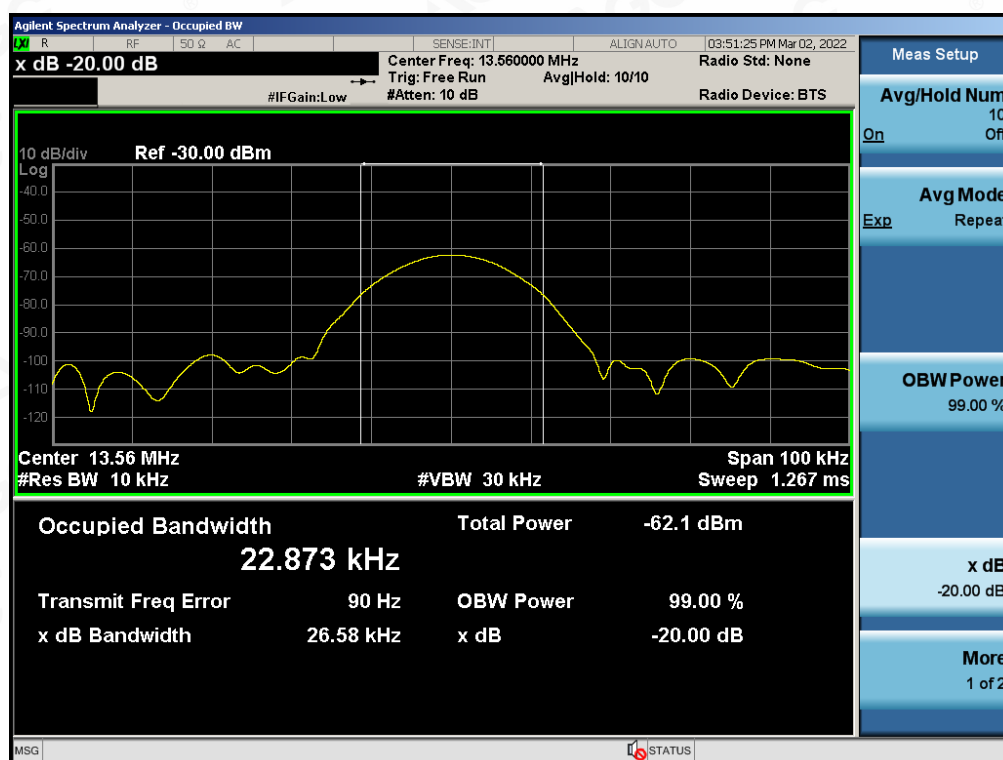 Agilent Spectrum Analyzer - Occupied BW
LXI R RF 50 Ω AC SENSE:INT ALIGN AUTO 03:51:25 PM Mar 02, 2022
x dB -20.00 dB
Center Freq: 13.560000 MHz Radio Std: None
Trig: Free Run Avg|Hold: 10/10
#IFGain:Low #Atten: 10 dB Radio Device: BTS
10 dB/div Ref -30.00 dBm
Log
-40.0
-50.0
-60.0
-70.0
-80.0
-90.0
-100
-110
-120
Center 13.56 MHz Span 100 kHz
#Res BW 10 kHz #VBW 30 kHz Sweep 1.267 ms
Occupied Bandwidth Total Power -62.1 dBm
22.873 kHz
Transmit Freq Error 90 Hz OBW Power 99.00 %
x dB Bandwidth 26.58 kHz x dB -20.00 dB
Meas Setup
Avg/Hold Num
10
On Off
Avg Mode
Exp Repeat
OBW Power
99.00 %
x dB
-20.00 dB
More
1 of 2
MSG STATUS